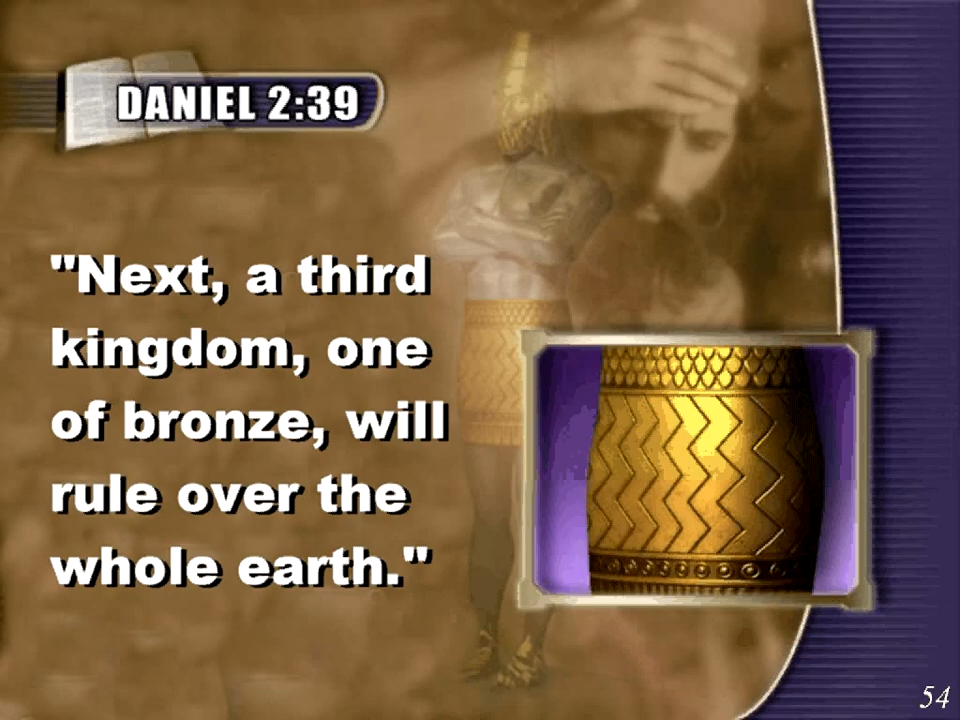 DANIEL 2:39
"Next, a third
kingdom, one
of bronze, will
rule over the
whole earth."
54